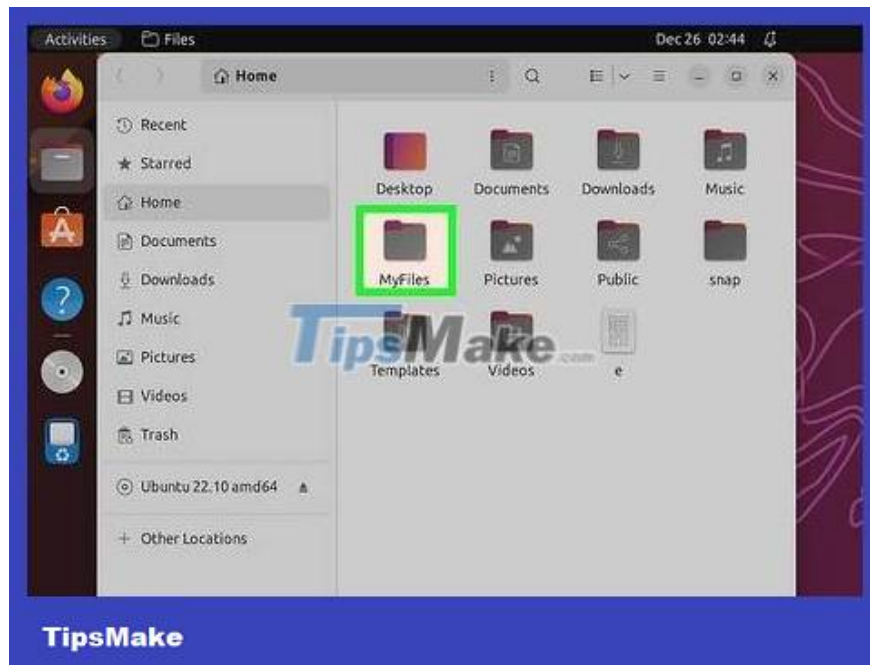 Activities Files Dec 26 02:44
Home
Recent
Starred
Home
Documents
Downloads
Music
Pictures
Videos
Trash
Ubuntu 22.10 amd64
Other Locations
Desktop Documents Downloads Music
MyFiles Pictures Public snap
Templates Videos e
TipsMake.com
TipsMake